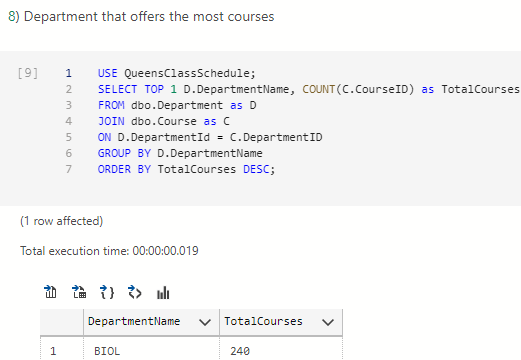 8) Department that offers the most courses
[9]
1 USE QueensClassSchedule;
2 SELECT TOP 1 D.DepartmentName, COUNT(C.CourseID) as TotalCourses
3 FROM dbo.Department as D
4 JOIN dbo.Course as C
5 ON D.DepartmentId = C.DepartmentID
6 GROUP BY D.DepartmentName
7 ORDER BY TotalCourses DESC;
(1 row affected)
Total execution time: 00:00:00.019
DepartmentName TotalCourses
1 BIOL 240